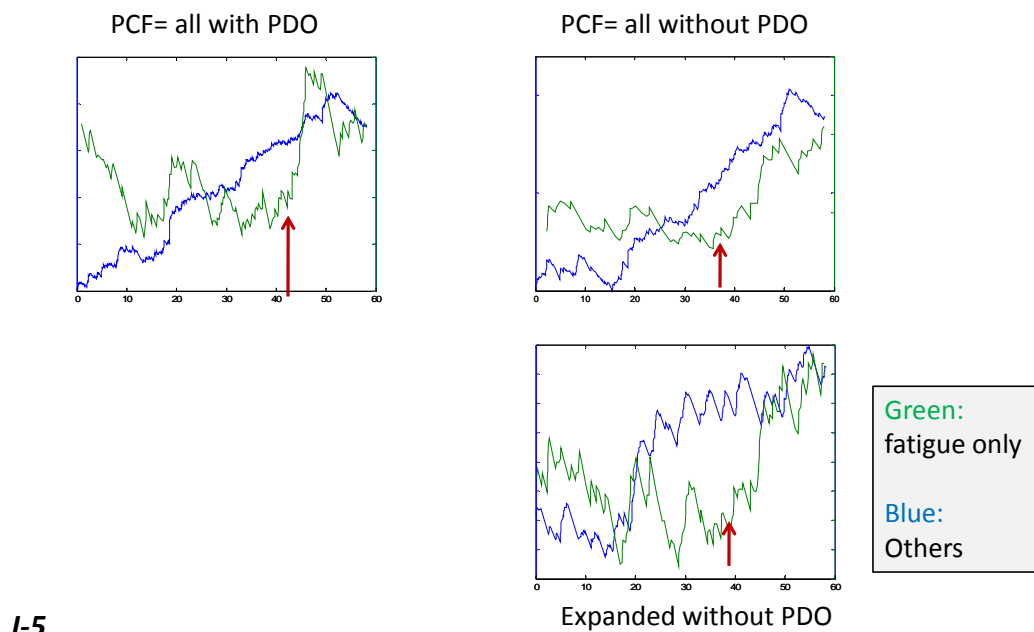 PCF= all with PDO
PCF= all without PDO
0 10 20 30 40 50 60
0 10 20 30 40 50 60
0 10 20 30 40 50 60
Green:
fatigue only
Blue:
Others
Expanded without PDO
I-5